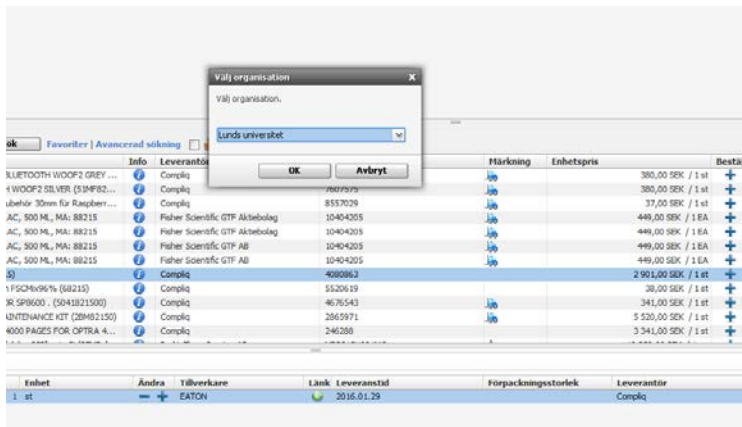 Välj organisation X
Välj organisation.
Lunds universitet
OK Avbryt
ök Favoriter | Avancerad sökning
Info Leverantör Märkning Enhetspris Bestä
BLUETOOTH WOOF2 GREY ... Compliq 380,00 SEK / 1 st
H WOOF2 SILVER (51MF82... Compliq 7607575 380,00 SEK / 1 st
ubehör 30mm für Raspberr... Compliq 8557029 37,00 SEK / 1 st
AC, 500 ML, MA: 88215 Fisher Scientific GTF Aktiebolag 10404205 449,00 SEK / 1 EA
AC, 500 ML, MA: 88215 Fisher Scientific GTF Aktiebolag 10404205 449,00 SEK / 1 EA
AC, 500 ML, MA: 88215 Fisher Scientific GTF AB 10404205 449,00 SEK / 1 EA
AC, 500 ML, MA: 88215 Fisher Scientific GTF AB 10404205 449,00 SEK / 1 EA
5) Compliq 4080863 2 901,00 SEK / 1 st
n FSCMix96% (68215) Compliq 5520619 38,00 SEK / 1 st
OR SP8600 . (5041821500) Compliq 4676543 341,00 SEK / 1 st
AINTENANCE KIT (2BM82150) Compliq 2865971 5 520,00 SEK / 1 st
4000 PAGES FOR OPTRA 4... Compliq 246288 3 341,00 SEK / 1 st
Enhet Ändra Tillverkare Länk Leveranstid Förpackningsstorlek Leverantör
1 st EATON 2016.01.29 Compliq